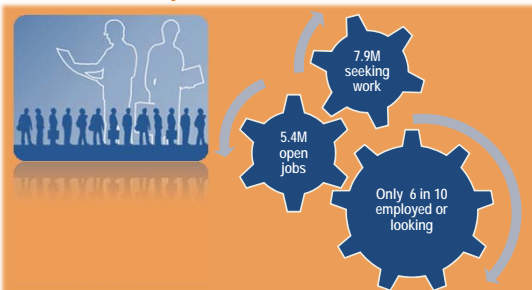 7.9M
seeking
work
5.4M
open
jobs
Only 6 in 10
employed or
looking